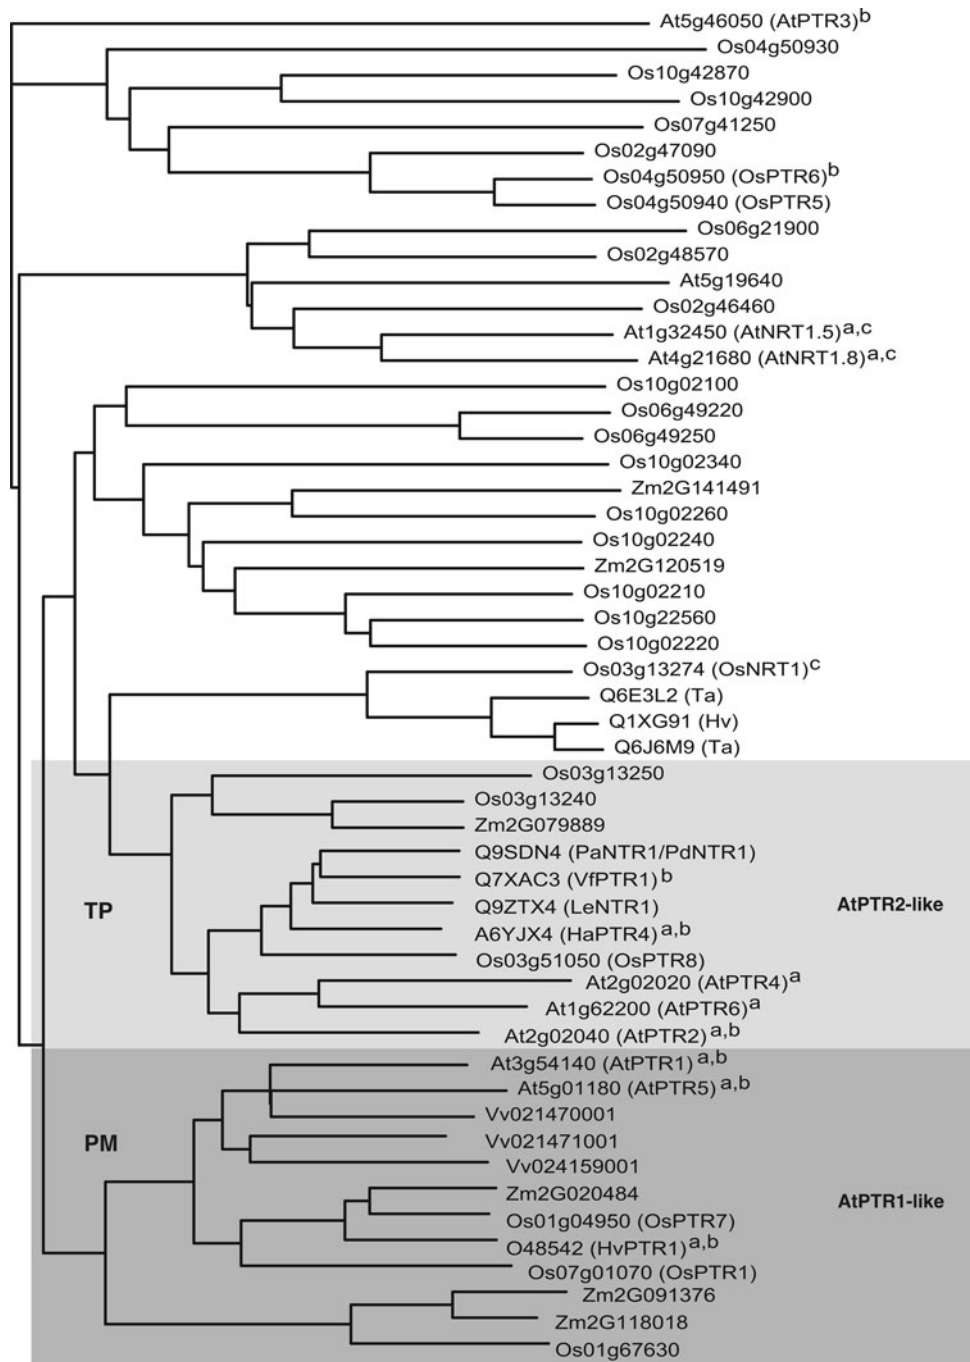 At5g46050 (AtPTR3)b
Os04g50930
Os10g42870
Os10g42900
Os07g41250
Os02g47090
Os04g50950 (OsPTR6)b
Os04g50940 (OsPTR5)
Os06g21900
Os02g48570
At5g19640
Os02g46460
At1g32450 (AtNRT1.5)a,c
At4g21680 (AtNRT1.8)a,c
Os10g02100
Os06g49220
Os06g49250
Os10g02340
Zm2G141491
Os10g02260
Os10g02240
Zm2G120519
Os10g02210
Os10g22560
Os10g02220
Os03g13274 (OsNRT1)c
Q6E3L2 (Ta)
Q1XG91 (Hv)
Q6J6M9 (Ta)
Os03g13250
Os03g13240
Zm2G079889
Q9SDN4 (PaNTR1/PdNTR1)
Q7XAC3 (VfPTR1)b
Q9ZTX4 (LeNTR1)
TP
AtPTR2-like
A6YJX4 (HaPTR4)a,b
Os03g51050 (OsPTR8)
At2g02020 (AtPTR4)a
At1g62200 (AtPTR6)a
At2g02040 (AtPTR2)a,b
At3g54140 (AtPTR1)a,b
At5g01180 (AtPTR5)a,b
Vv021470001
PM
Vv021471001
Vv024159001
Zm2G020484
AtPTR1-like
Os01g04950 (OsPTR7)
O48542 (HvPTR1)a,b
Os07g01070 (OsPTR1)
Zm2G091376
Zm2G118018
Os01g67630